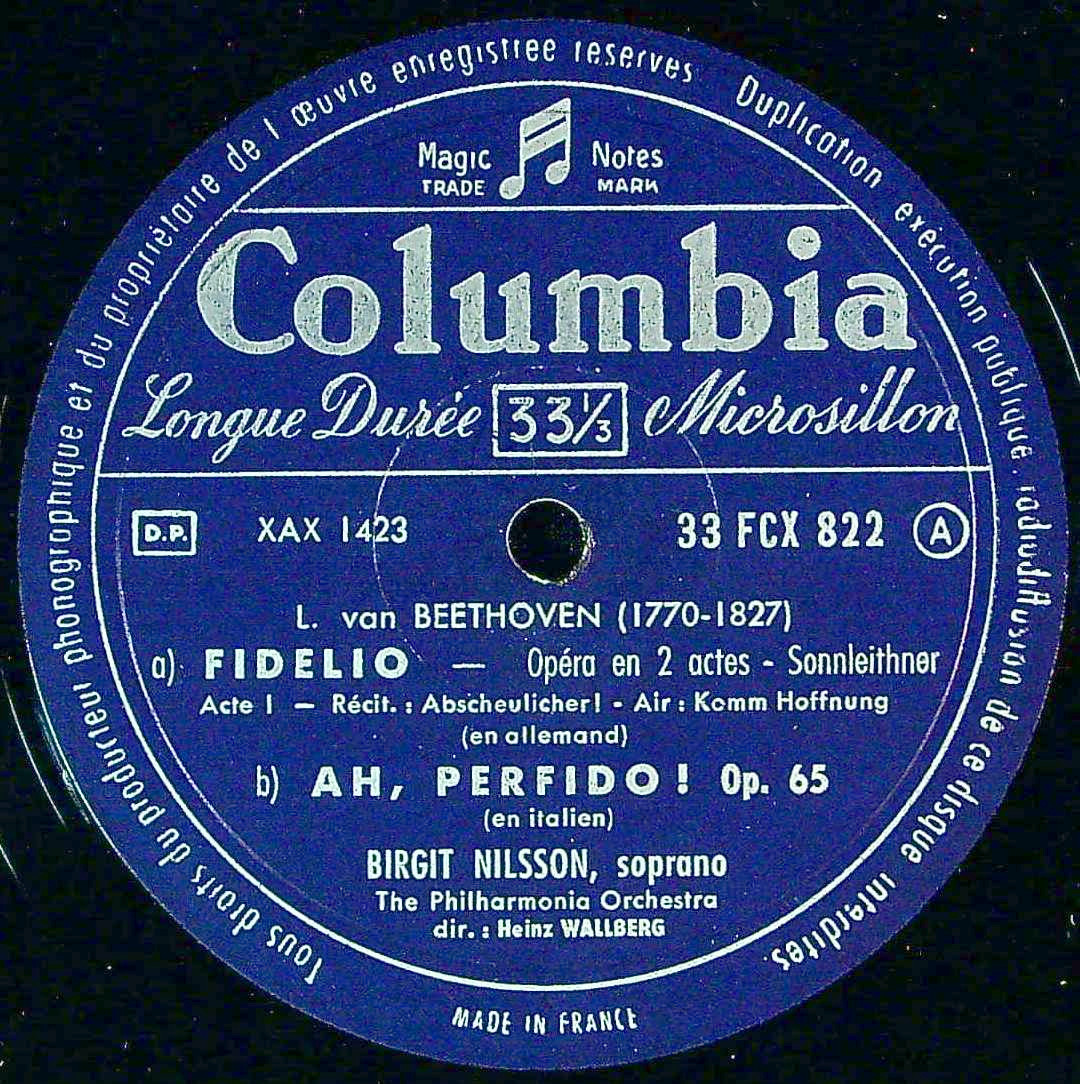 Tous droits du producteur phonographique et du propriétaire de l'œuvre enregistrée réservés Duplication exécution publique, radiodiffusion de ce disque interdites.
Magic Notes
TRADE MARK
Columbia
Longue Durée 33⅓ Microsillon
D.P. XAX 1423 33 FCX 822 A
L. van BEETHOVEN (1770-1827)
a) FIDELIO — Opéra en 2 actes - Sonnleithner
Acte I — Récit. : Abscheulicher! - Air : Komm Hoffnung
(en allemand)
b) AH, PERFIDO! Op. 65
(en italien)
BIRGIT NILSSON, soprano
The Philharmonia Orchestra
dir. : Heinz WALLBERG
MADE IN FRANCE